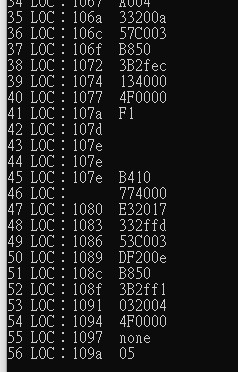 34 LOC： 1067 A004
35 LOC： 106a 33200a
36 LOC： 106c 57C003
37 LOC： 106f B850
38 LOC： 1072 3B2fec
39 LOC： 1074 134000
40 LOC： 1077 4F0000
41 LOC： 107a F1
42 LOC： 107d
43 LOC： 107e
44 LOC： 107e
45 LOC： 107e B410
46 LOC： 774000
47 LOC： 1080 E32017
48 LOC： 1083 332ffd
49 LOC： 1086 53C003
50 LOC： 1089 DF200e
51 LOC： 108c B850
52 LOC： 108f 3B2ff1
53 LOC： 1091 032004
54 LOC： 1094 4F0000
55 LOC： 1097 none
56 LOC： 109a 05